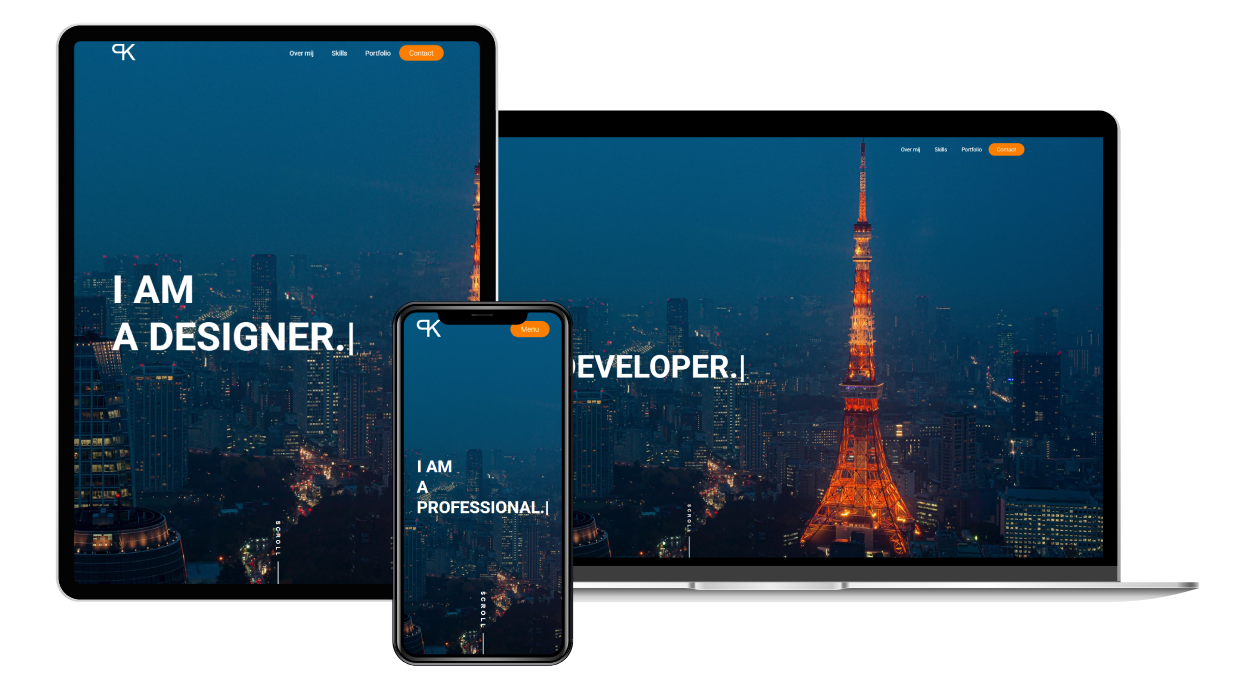 PK
Over mij Skills Portfolio Contact
I AM
A DESIGNER.|
SCROLL
PK
Menu
I AM
A
PROFESSIONAL.|
SCROLL
Over mij Skills Portfolio Contact
DEVELOPER.|
SCROLL